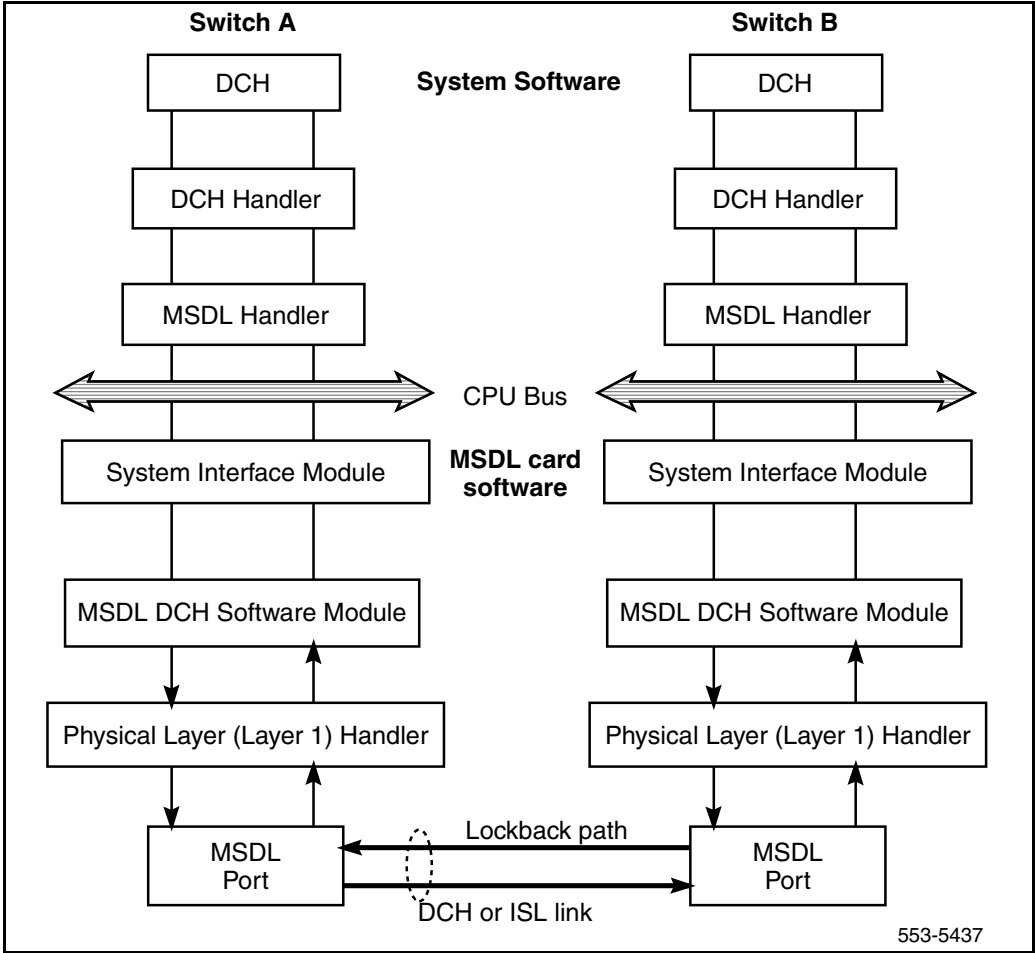 Switch A
Switch B
DCH
System Software
DCH
DCH Handler
DCH Handler
MSDL Handler
MSDL Handler
CPU Bus
System Interface Module
MSDL card
software
System Interface Module
MSDL DCH Software Module
MSDL DCH Software Module
Physical Layer (Layer 1) Handler
Physical Layer (Layer 1) Handler
MSDL
Port
Lockback path
DCH or ISL link
MSDL
Port
553-5437